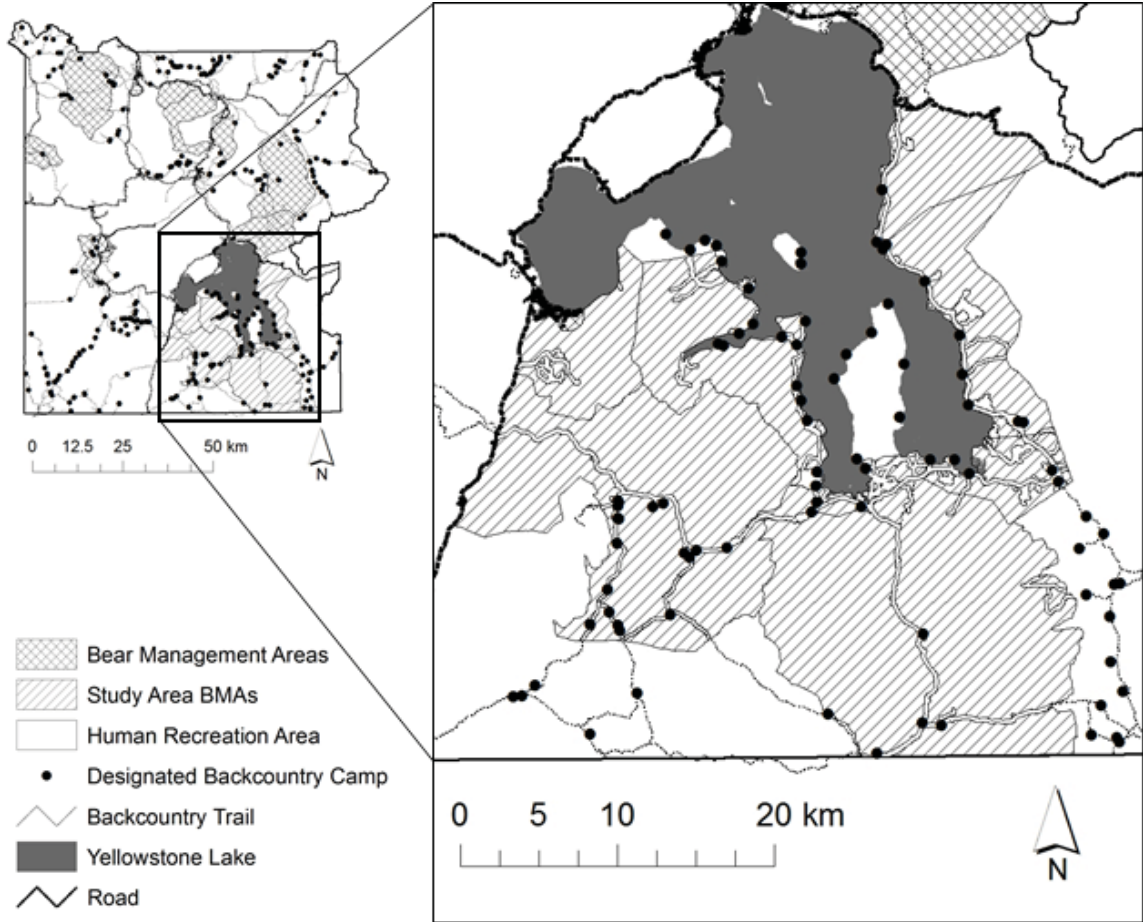 0 12.5 25 50 km
N
Bear Management Areas
Study Area BMAs
Human Recreation Area
Designated Backcountry Camp
Backcountry Trail
Yellowstone Lake
Road
0 5 10 20 km
N